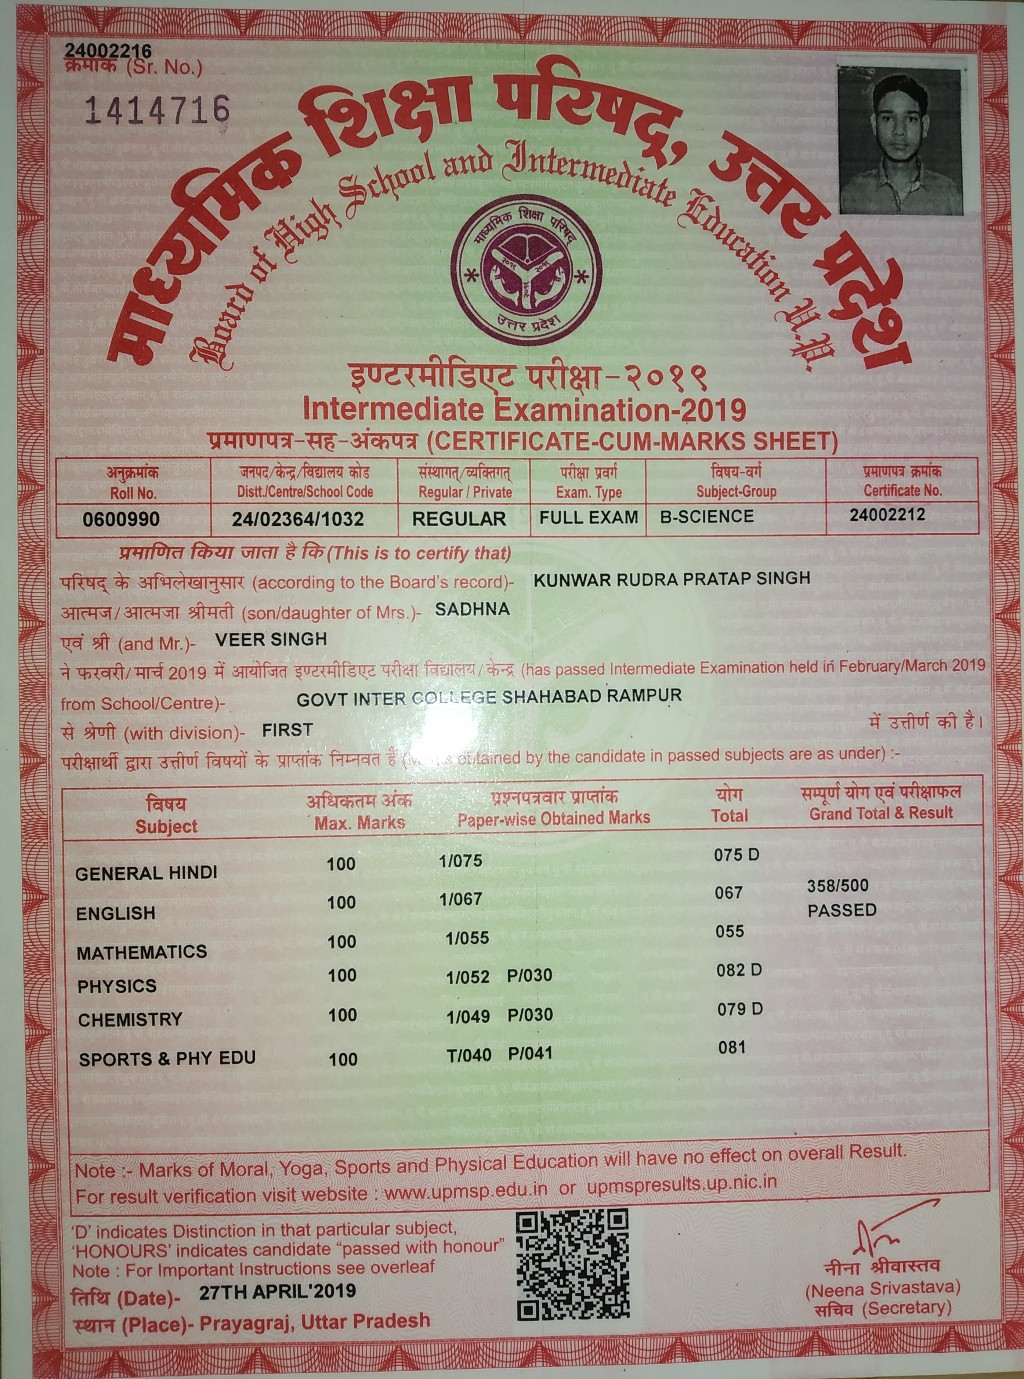 24002216
क्रमांक (Sr. No.)
1414716
माध्यमिक शिक्षा परिषद्, उत्तर प्रदेश
Board of High School and Intermediate Education U.P.
माध्यमिक शिक्षा परिषद्
उत्तर प्रदेश
इण्टरमीडिएट परीक्षा-२०१९
Intermediate Examination-2019
प्रमाणपत्र-सह-अंकपत्र (CERTIFICATE-CUM-MARKS SHEET)
अनुक्रमांक जनपद/केन्द्र/विद्यालय कोड संस्थागत्/व्यक्तिगत् परीक्षा प्रवर्ग विषय-वर्ग प्रमाणपत्र क्रमांक
Roll No. Distt./Centre/School Code Regular / Private Exam. Type Subject-Group Certificate No.
0600990 24/02364/1032 REGULAR FULL EXAM B-SCIENCE 24002212
प्रमाणित किया जाता है कि (This is to certify that)
परिषद् के अभिलेखानुसार (according to the Board's record)- KUNWAR RUDRA PRATAP SINGH
आत्मज/आत्मजा श्रीमती (son/daughter of Mrs.)- SADHNA
एवं श्री (and Mr.)- VEER SINGH
ने फरवरी/मार्च 2019 में आयोजित इण्टरमीडिएट परीक्षा विद्यालय/केन्द्र (has passed Intermediate Examination held in February/March 2019
from School/Centre)- GOVT INTER COLLEGE SHAHABAD RAMPUR
से श्रेणी (with division)- FIRST में उत्तीर्ण की है।
परीक्षार्थी द्वारा उत्तीर्ण विषयों के प्राप्तांक निम्नवत हैं obtained by the candidate in passed subjects are as under) :-
विषय अधिकतम अंक प्रश्नपत्रवार प्राप्तांक योग सम्पूर्ण योग एवं परीक्षाफल
Subject Max. Marks Paper-wise Obtained Marks Total Grand Total & Result
GENERAL HINDI 100 1/075 075 D
ENGLISH 100 1/067 067 358/500
PASSED
MATHEMATICS 100 1/055 055
PHYSICS 100 1/052 P/030 082 D
CHEMISTRY 100 1/049 P/030 079 D
SPORTS & PHY EDU 100 T/040 P/041 081
Note :- Marks of Moral, Yoga, Sports and Physical Education will have no effect on overall Result.
For result verification visit website : www.upmsp.edu.in or upmspresults.up.nic.in
'D' indicates Distinction in that particular subject,
'HONOURS' indicates candidate "passed with honour"
Note : For Important Instructions see overleaf
तिथि (Date)- 27TH APRIL'2019
स्थान (Place)- Prayagraj, Uttar Pradesh
नीना श्रीवास्तव
(Neena Srivastava)
सचिव (Secretary)